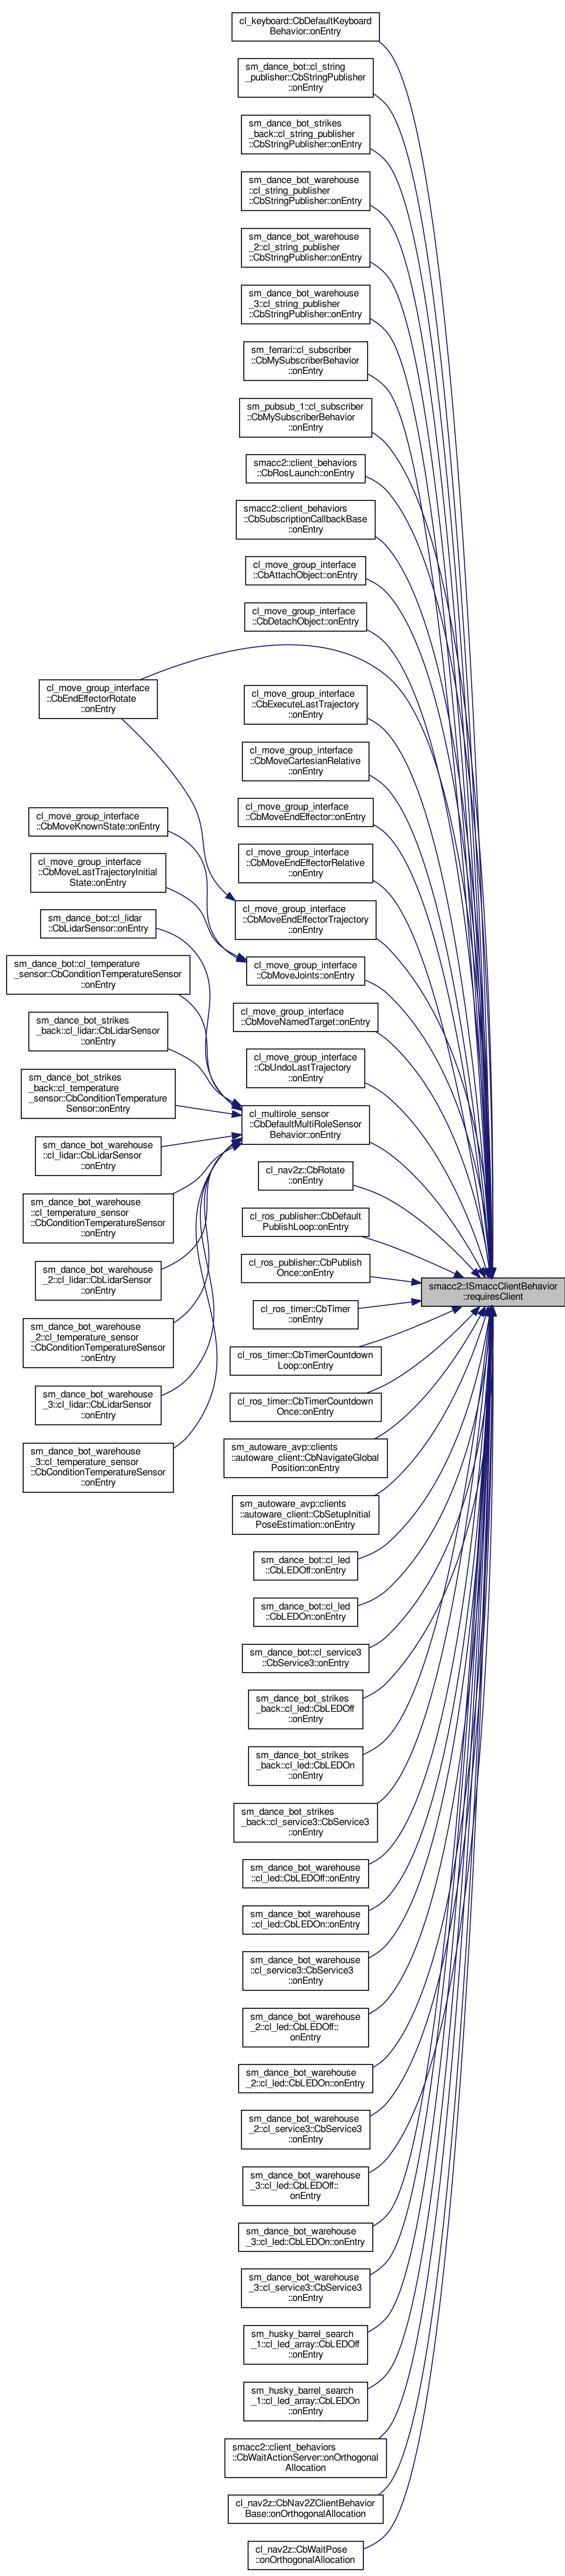 cl_keyboard::CbDefaultKeyboard
Behavior::onEntry
sm_dance_bot::cl_string
_publisher::CbStringPublisher
::onEntry
sm_dance_bot_strikes
_back::cl_string_publisher
::CbStringPublisher::onEntry
sm_dance_bot_warehouse
::cl_string_publisher
::CbStringPublisher::onEntry
sm_dance_bot_warehouse
_2::cl_string_publisher
::CbStringPublisher::onEntry
sm_dance_bot_warehouse
_3::cl_string_publisher
::CbStringPublisher::onEntry
sm_ferrari::cl_subscriber
::CbMySubscriberBehavior
::onEntry
sm_pubsub_1::cl_subscriber
::CbMySubscriberBehavior
::onEntry
smacc2::client_behaviors
::CbRosLaunch::onEntry
smacc2::client_behaviors
::CbSubscriptionCallbackBase
::onEntry
cl_move_group_interface
::CbAttachObject::onEntry
cl_move_group_interface
::CbDetachObject::onEntry
cl_move_group_interface
::CbEndEffectorRotate
::onEntry
cl_move_group_interface
::CbExecuteLastTrajectory
::onEntry
cl_move_group_interface
::CbMoveCartesianRelative
::onEntry
cl_move_group_interface
::CbMoveEndEffector::onEntry
cl_move_group_interface
::CbMoveKnownState::onEntry
cl_move_group_interface
::CbMoveEndEffectorRelative
::onEntry
cl_move_group_interface
::CbMoveLastTrajectoryInitial
State::onEntry
cl_move_group_interface
::CbMoveEndEffectorTrajectory
::onEntry
sm_dance_bot::cl_lidar
::CbLidarSensor::onEntry
cl_move_group_interface
::CbMoveJoints::onEntry
sm_dance_bot::cl_temperature
_sensor::CbConditionTemperatureSensor
::onEntry
cl_move_group_interface
::CbMoveNamedTarget::onEntry
sm_dance_bot_strikes
_back::cl_lidar::CbLidarSensor
::onEntry
cl_move_group_interface
::CbUndoLastTrajectory
::onEntry
sm_dance_bot_strikes
_back::cl_temperature
_sensor::CbConditionTemperature
Sensor::onEntry
cl_multirole_sensor
::CbDefaultMultiRoleSensor
Behavior::onEntry
sm_dance_bot_warehouse
::cl_lidar::CbLidarSensor
::onEntry
cl_nav2z::CbRotate
::onEntry
sm_dance_bot_warehouse
::cl_temperature_sensor
::CbConditionTemperatureSensor
::onEntry
cl_ros_publisher::CbDefault
PublishLoop::onEntry
cl_ros_publisher::CbPublish
Once::onEntry
sm_dance_bot_warehouse
_2::cl_lidar::CbLidarSensor
::onEntry
smacc2::ISmaccClientBehavior
::requiresClient
cl_ros_timer::CbTimer
::onEntry
sm_dance_bot_warehouse
_2::cl_temperature_sensor
::CbConditionTemperatureSensor
::onEntry
cl_ros_timer::CbTimerCountdown
Loop::onEntry
sm_dance_bot_warehouse
_3::cl_lidar::CbLidarSensor
::onEntry
cl_ros_timer::CbTimerCountdown
Once::onEntry
sm_dance_bot_warehouse
_3::cl_temperature_sensor
::CbConditionTemperatureSensor
::onEntry
sm_autoware_avp::clients
::autoware_client::CbNavigateGlobal
Position::onEntry
sm_autoware_avp::clients
::autoware_client::CbSetupInitial
PoseEstimation::onEntry
sm_dance_bot::cl_led
::CbLEDOff::onEntry
sm_dance_bot::cl_led
::CbLEDOn::onEntry
sm_dance_bot::cl_service3
::CbService3::onEntry
sm_dance_bot_strikes
_back::cl_led::CbLEDOff
::onEntry
sm_dance_bot_strikes
_back::cl_led::CbLEDOn
::onEntry
sm_dance_bot_strikes
_back::cl_service3::CbService3
::onEntry
sm_dance_bot_warehouse
::cl_led::CbLEDOff::onEntry
sm_dance_bot_warehouse
::cl_led::CbLEDOn::onEntry
sm_dance_bot_warehouse
::cl_service3::CbService3
::onEntry
sm_dance_bot_warehouse
_2::cl_led::CbLEDOff::
onEntry
sm_dance_bot_warehouse
_2::cl_led::CbLEDOn::onEntry
sm_dance_bot_warehouse
_2::cl_service3::CbService3
::onEntry
sm_dance_bot_warehouse
_3::cl_led::CbLEDOff::
onEntry
sm_dance_bot_warehouse
_3::cl_led::CbLEDOn::onEntry
sm_dance_bot_warehouse
_3::cl_service3::CbService3
::onEntry
sm_husky_barrel_search
_1::cl_led_array::CbLEDOff
::onEntry
sm_husky_barrel_search
_1::cl_led_array::CbLEDOn
::onEntry
smacc2::client_behaviors
::CbWaitActionServer::onOrthogonal
Allocation
cl_nav2z::CbNav2ZClientBehavior
Base::onOrthogonalAllocation
cl_nav2z::CbWaitPose
::onOrthogonalAllocation